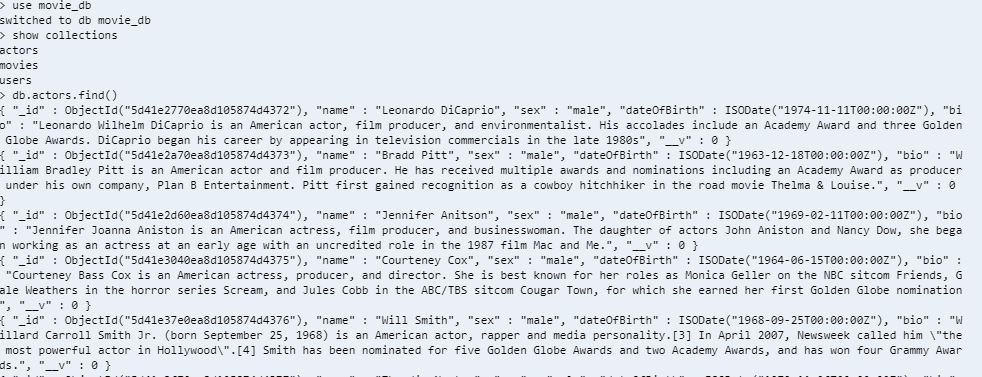 > use movie_db
switched to db movie_db
> show collections
actors
movies
users
> db.actors.find()
{ "_id" : ObjectId("5d41e2770ea8d105874d4372"), "name" : "Leonardo DiCaprio", "sex" : "male", "dateOfBirth" : ISODate("1974-11-11T00:00:00Z"), "bi
o" : "Leonardo Wilhelm DiCaprio is an American actor, film producer, and environmentalist. His accolades include an Academy Award and three Golden
 Globe Awards. DiCaprio began his career by appearing in television commercials in the late 1980s", "__v" : 0 }
{ "_id" : ObjectId("5d41e2a70ea8d105874d4373"), "name" : "Bradd Pitt", "sex" : "male", "dateOfBirth" : ISODate("1963-12-18T00:00:00Z"), "bio" : "W
illiam Bradley Pitt is an American actor and film producer. He has received multiple awards and nominations including an Academy Award as producer
 under his own company, Plan B Entertainment. Pitt first gained recognition as a cowboy hitchhiker in the road movie Thelma & Louise.", "__v" : 0
}
{ "_id" : ObjectId("5d41e2d60ea8d105874d4374"), "name" : "Jennifer Anitson", "sex" : "male", "dateOfBirth" : ISODate("1969-02-11T00:00:00Z"), "bio
" : "Jennifer Joanna Aniston is an American actress, film producer, and businesswoman. The daughter of actors John Aniston and Nancy Dow, she bega
n working as an actress at an early age with an uncredited role in the 1987 film Mac and Me.", "__v" : 0 }
{ "_id" : ObjectId("5d41e3040ea8d105874d4375"), "name" : "Courteney Cox", "sex" : "male", "dateOfBirth" : ISODate("1964-06-15T00:00:00Z"), "bio" :
 "Courteney Bass Cox is an American actress, producer, and director. She is best known for her roles as Monica Geller on the NBC sitcom Friends, G
ale Weathers in the horror series Scream, and Jules Cobb in the ABC/TBS sitcom Cougar Town, for which she earned her first Golden Globe nomination
", "__v" : 0 }
{ "_id" : ObjectId("5d41e37e0ea8d105874d4376"), "name" : "Will Smith", "sex" : "male", "dateOfBirth" : ISODate("1968-09-25T00:00:00Z"), "bio" : "W
illard Carroll Smith Jr. (born September 25, 1968) is an American actor, rapper and media personality.[3] In April 2007, Newsweek called him \"the
 most powerful actor in Hollywood\".[4] Smith has been nominated for five Golden Globe Awards and two Academy Awards, and has won four Grammy Awar
ds.", "__v" : 0 }